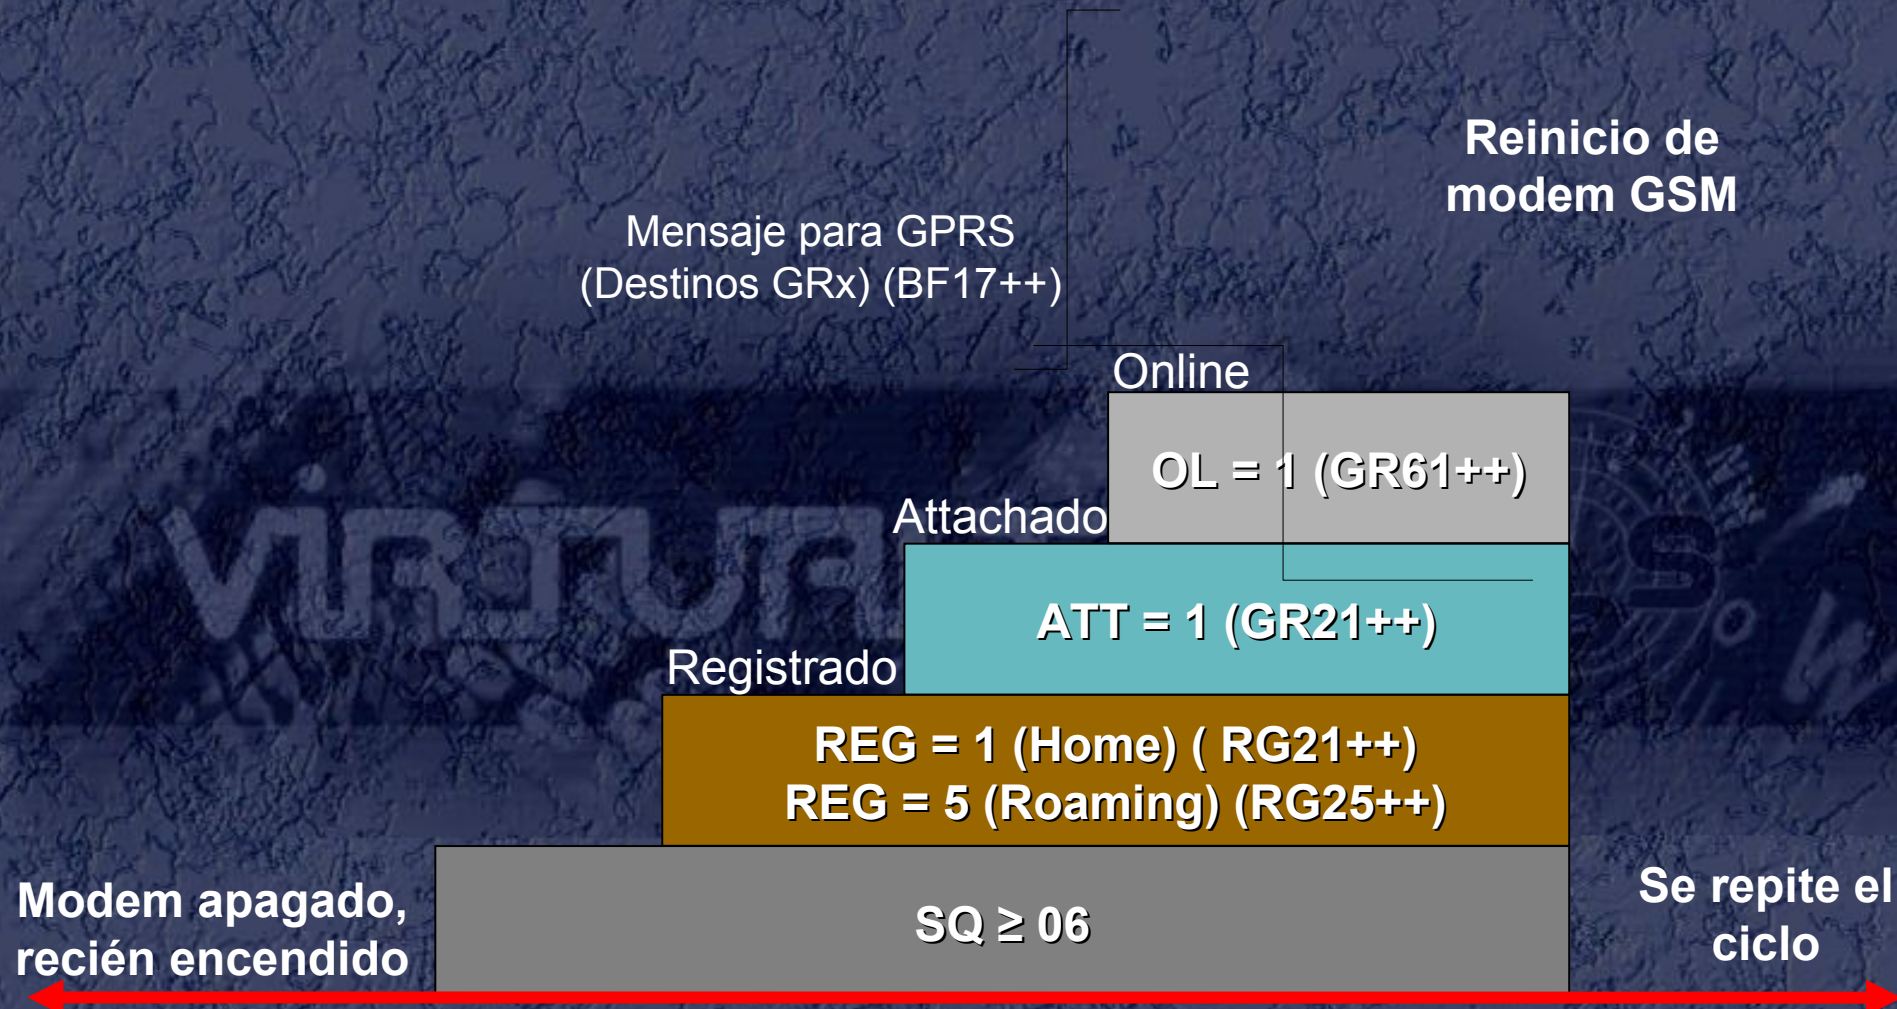 Reinicio de
modem GSM
Mensaje para GPRS
(Destinos GRx) (BF17++)
Online
OL = 1 (GR61++)
Attachado
ATT = 1 (GR21++)
Registrado
REG = 1 (Home) ( RG21++)
REG = 5 (Roaming) (RG25++)
Modem apagado,
recién encendido
SQ ≥ 06
Se repite el
ciclo